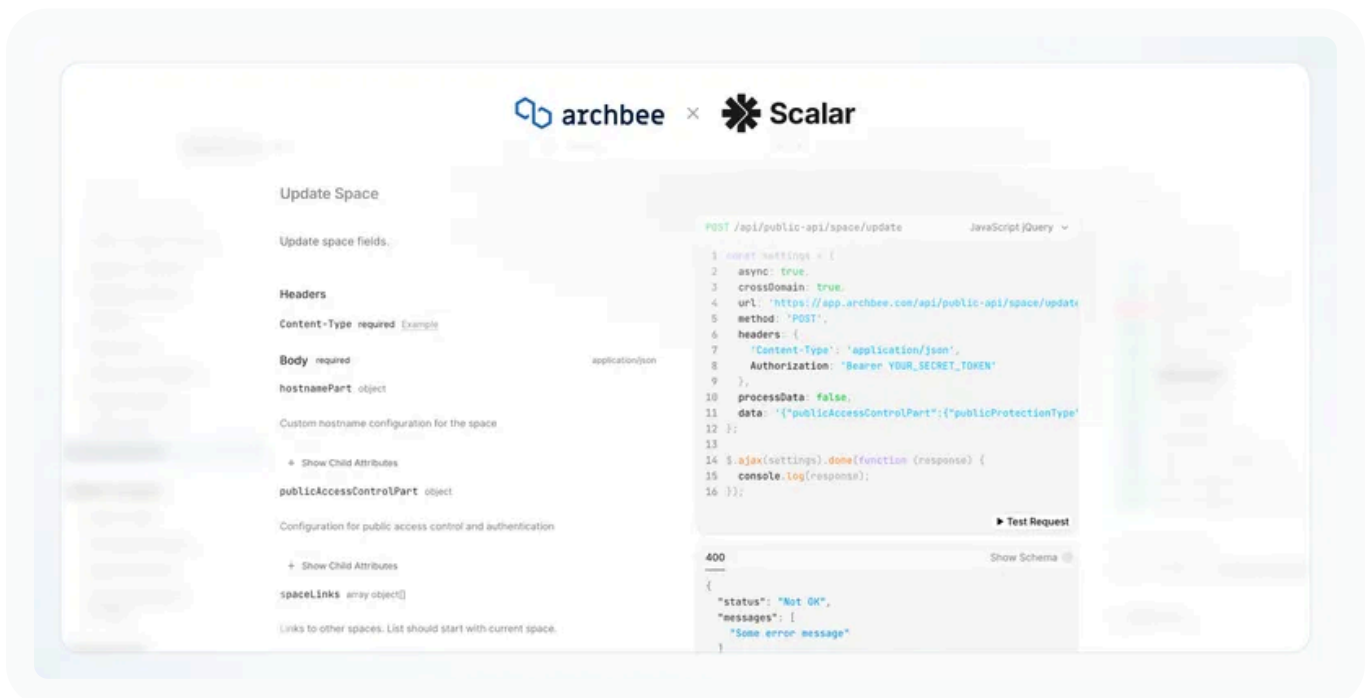 archbee × Scalar
Update Space
Update space fields.
Headers
Content-Type required Example
Body required application/json
hostnamePart object
Custom hostname configuration for the space
+ Show Child Attributes
publicAccessControlPart object
Configuration for public access control and authentication
+ Show Child Attributes
spaceLinks array object[]
Links to other spaces. List should start with current space.
POST /api/public-api/space/update JavaScript jQuery
1 const settings = {
2 async: true,
3 crossDomain: true,
4 url: 'https://app.archbee.com/api/public-api/space/update
5 method: 'POST',
6 headers: {
7 'Content-Type': 'application/json',
8 Authorization: 'Bearer YOUR_SECRET_TOKEN'
9 },
10 processData: false,
11 data: '{"publicAccessControlPart":{"publicProtectionType"
12 };
13
14 $.ajax(settings).done(function (response) {
15 console.log(response);
16 });
Test Request
400 Show Schema
{
"status": "Not OK",
"messages": [
"Some error message"
]